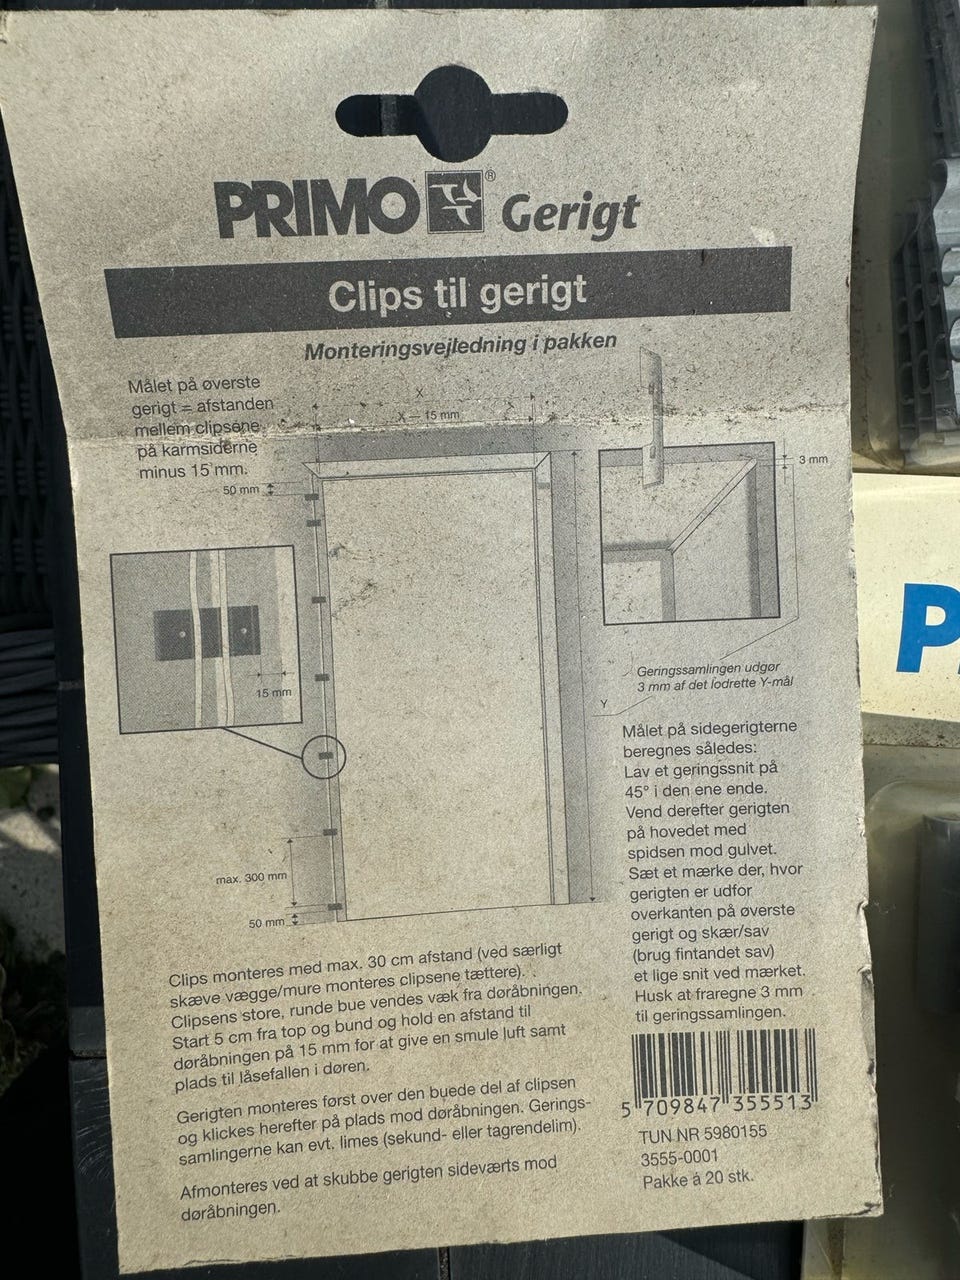 PRIMO ® Gerigt
Clips til gerigt
Monteringsvejledning i pakken
Målet på øverste
gerigt = afstanden
mellem clipsene
på karmsiderne
minus 15 mm.
X
X – 15 mm
50 mm
3 mm
15 mm
Geringssamlingen udgør
3 mm af det lodrette Y-mål
Y
max. 300 mm
50 mm
Målet på sidegerigterne
beregnes således:
Lav et geringssnit på
45° i den ene ende.
Vend derefter gerigten
på hovedet med
spidsen mod gulvet.
Sæt et mærke der, hvor
gerigten er udfor
overkanten på øverste
gerigt og skær/sav
(brug fintandet sav)
et lige snit ved mærket.
Husk at fraregne 3 mm
til geringssamlingen.
Clips monteres med max. 30 cm afstand (ved særligt
skæve vægge/mure monteres clipsene tættere).
Clipsens store, runde bue vendes væk fra døråbningen.
Start 5 cm fra top og bund og hold en afstand til
døråbningen på 15 mm for at give en smule luft samt
plads til låsefallen i døren.
Gerigten monteres først over den buede del af clipsen
og klickes herefter på plads mod døråbningen. Gerings-
samlingerne kan evt. limes (sekund- eller tagrendelim).
Afmonteres ved at skubbe gerigten sideværts mod
døråbningen.
5 709847 355513
TUN NR 5980155
3555-0001
Pakke á 20 stk.
P